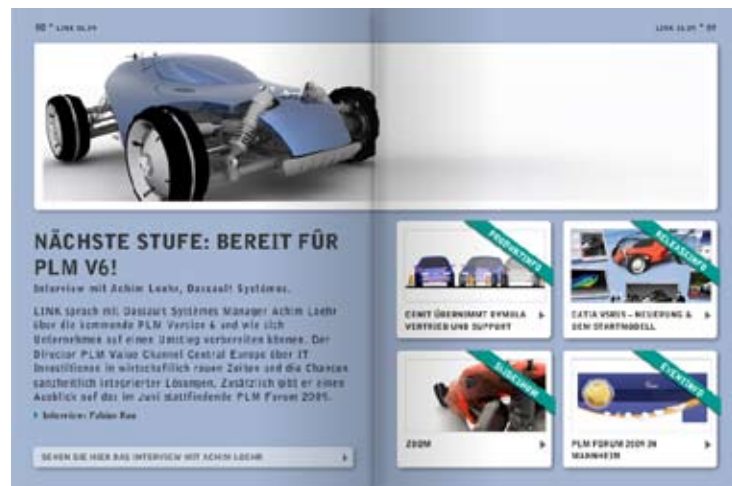 LINK 01.09
LINK 01.09
NÄCHSTE STUFE: BEREIT FÜR
PLM V6!
Interview mit Achim Loehr, Dassault Systèmes.
LINK sprach mit Dassault Systèmes Manager Achim Loehr
über die kommende PLM Version 6 und wie sich
Unternehmen auf einen Umstieg vorbereiten können. Der
Director PLM Value Channel Central Europe über IT
Investitionen in wirtschaftlich rauen Zeiten und die Chancen
ganzheitlich integrierter Lösungen. Zusätzlich gibt er einen
Ausblick auf das im Juni stattfindende PLM Forum 2009.
Interview: Fabian
SEHEN SIE HIER DAS INTERVIEW MIT ACHIM LOEHR
PRODUKTINFO
CENIT ÜBERNIMMT DYMOLA
VERTRIEB UND SUPPORT
RELEASEINFO
CATIA V5R19 – NEUERUNG &
DEM STARTMODELL
SLIDESHOW
ZOOM
EVENTINFO
PLM FORUM 2009 IN
MANNHEIM